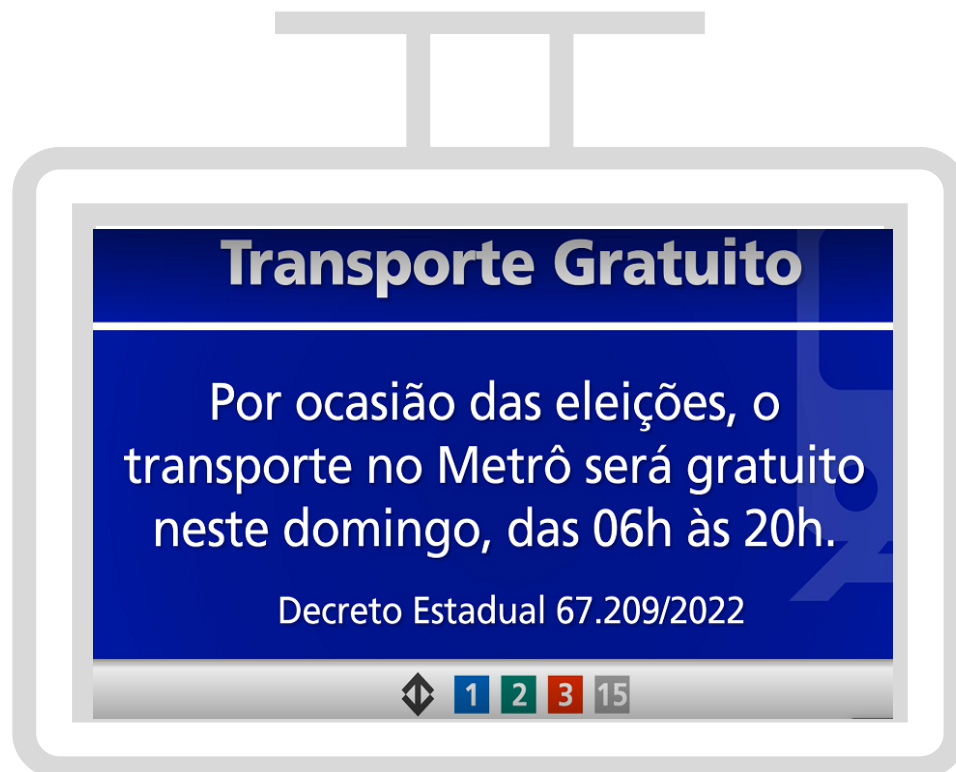 Transporte Gratuito
Por ocasião das eleições, o
transporte no Metrô será gratuito
neste domingo, das 06h às 20h.
Decreto Estadual 67.209/2022
1 2 3 15